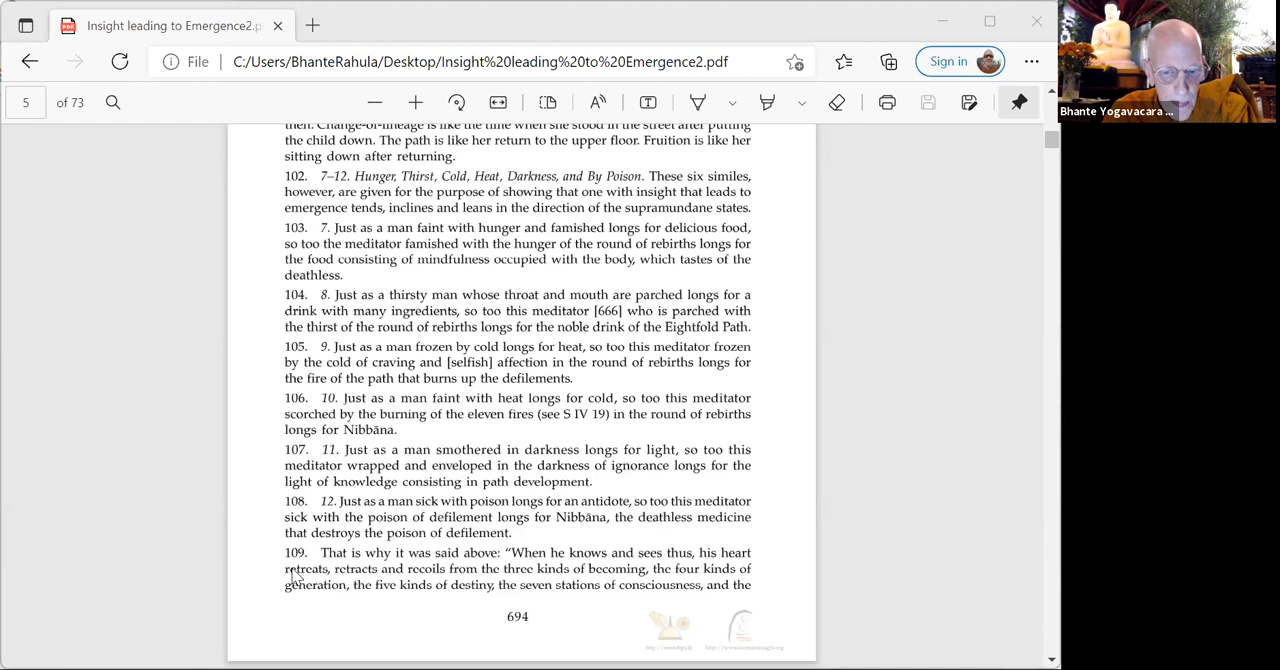 Insight leading to Emergence2.p
File
C:/Users/BhanteRahula/Desktop/Insight%20leading%20to%20Emergence2.pdf
Sign in
5 of 73
Bhante Yogavacara ...
then. Change-of-lineage is like the time when she stood in the street after putting
the child down. The path is like her return to the upper floor. Fruition is like her
sitting down after returning.
102. 7–12. Hunger, Thirst, Cold, Heat, Darkness, and By Poison. These six similes,
however, are given for the purpose of showing that one with insight that leads to
emergence tends, inclines and leans in the direction of the supramundane states.
103. 7. Just as a man faint with hunger and famished longs for delicious food,
so too the meditator famished with the hunger of the round of rebirths longs for
the food consisting of mindfulness occupied with the body, which tastes of the
deathless.
104. 8. Just as a thirsty man whose throat and mouth are parched longs for a
drink with many ingredients, so too this meditator [666] who is parched with
the thirst of the round of rebirths longs for the noble drink of the Eightfold Path.
105. 9. Just as a man frozen by cold longs for heat, so too this meditator frozen
by the cold of craving and [selfish] affection in the round of rebirths longs for
the fire of the path that burns up the defilements.
106. 10. Just as a man faint with heat longs for cold, so too this meditator
scorched by the burning of the eleven fires (see S IV 19) in the round of rebirths
longs for Nibbāna.
107. 11. Just as a man smothered in darkness longs for light, so too this
meditator wrapped and enveloped in the darkness of ignorance longs for the
light of knowledge consisting in path development.
108. 12. Just as a man sick with poison longs for an antidote, so too this meditator
sick with the poison of defilement longs for Nibbāna, the deathless medicine
that destroys the poison of defilement.
109. That is why it was said above: “When he knows and sees thus, his heart
retreats, retracts and recoils from the three kinds of becoming, the four kinds of
generation, the five kinds of destiny, the seven stations of consciousness, and the
694